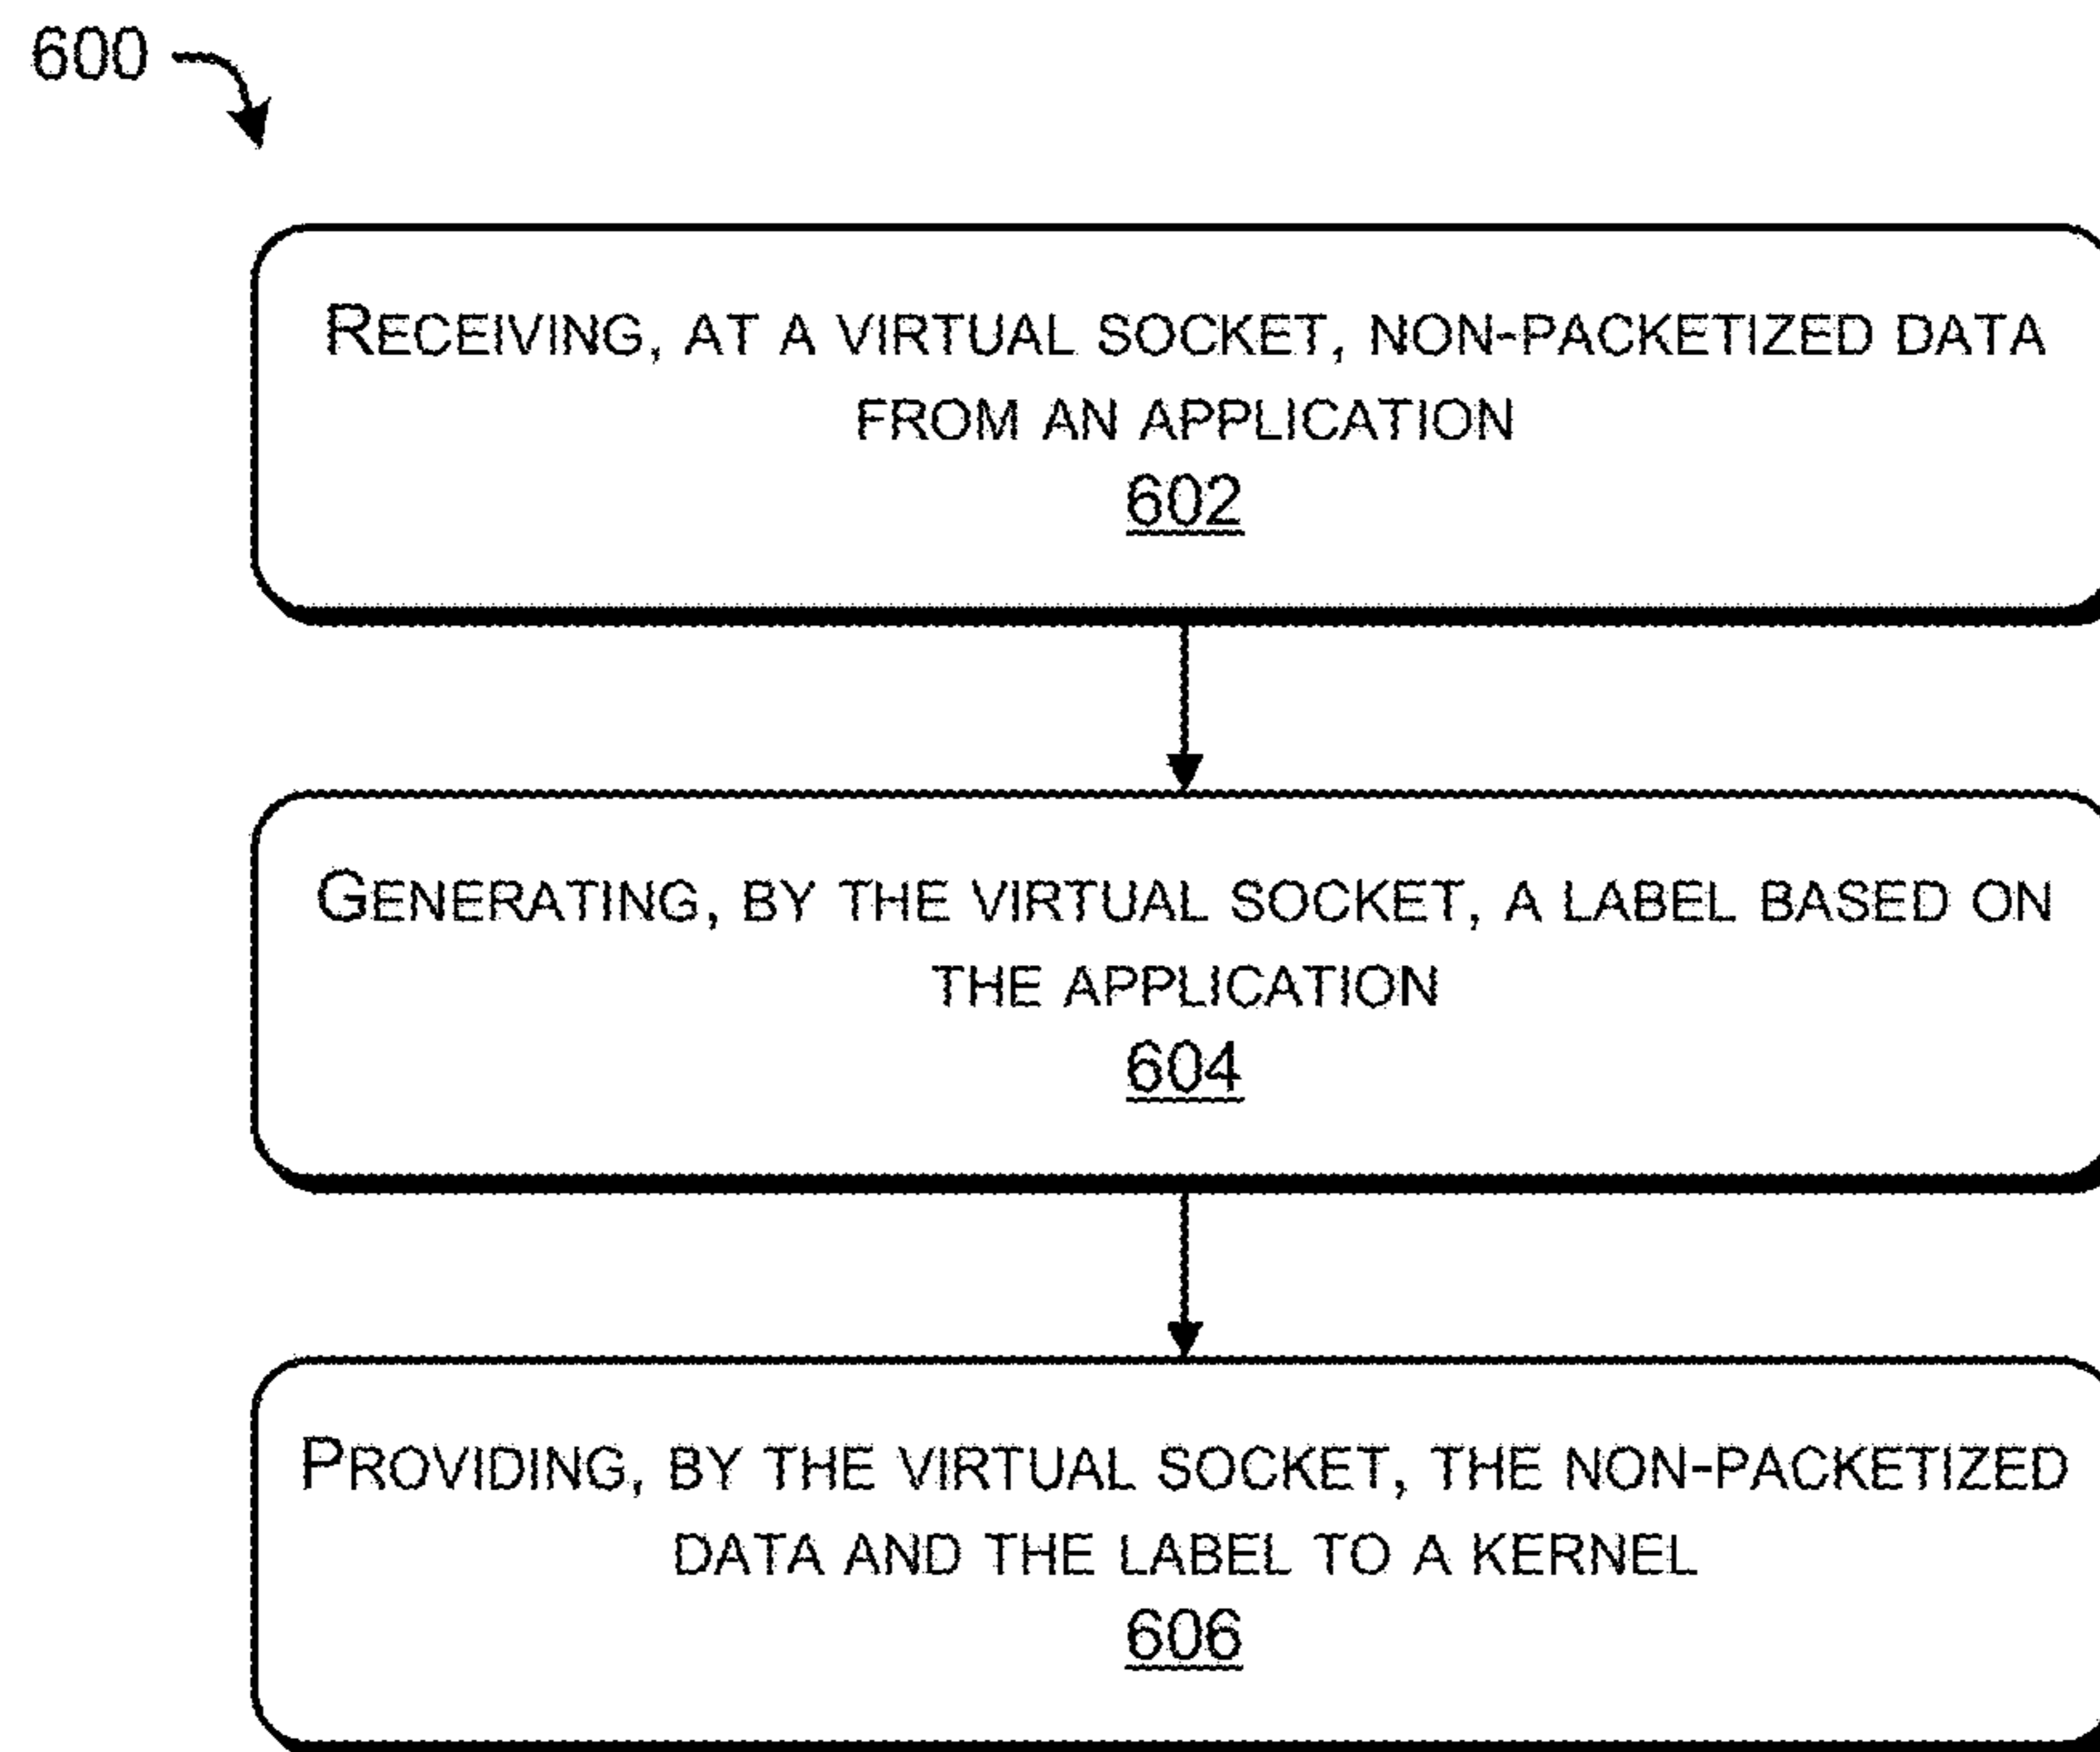 600
RECEIVING, AT A VIRTUAL SOCKET, NON-PACKETIZED DATA
FROM AN APPLICATION
602
GENERATING, BY THE VIRTUAL SOCKET, A LABEL BASED ON
THE APPLICATION
604
PROVIDING, BY THE VIRTUAL SOCKET, THE NON-PACKETIZED
DATA AND THE LABEL TO A KERNEL
606